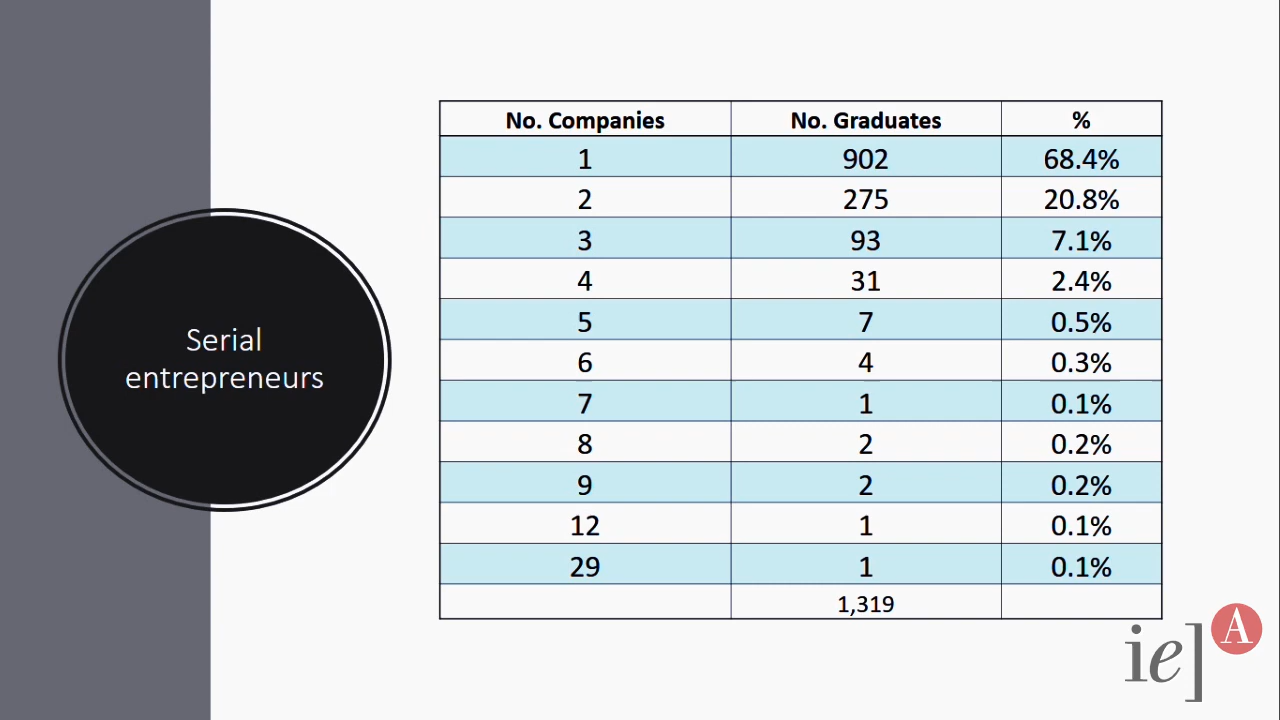 Serial
entrepreneurs
No. Companies No. Graduates %
1 902 68.4%
2 275 20.8%
3 93 7.1%
4 31 2.4%
5 7 0.5%
6 4 0.3%
7 1 0.1%
8 2 0.2%
9 2 0.2%
12 1 0.1%
29 1 0.1%
1,319
ie] A